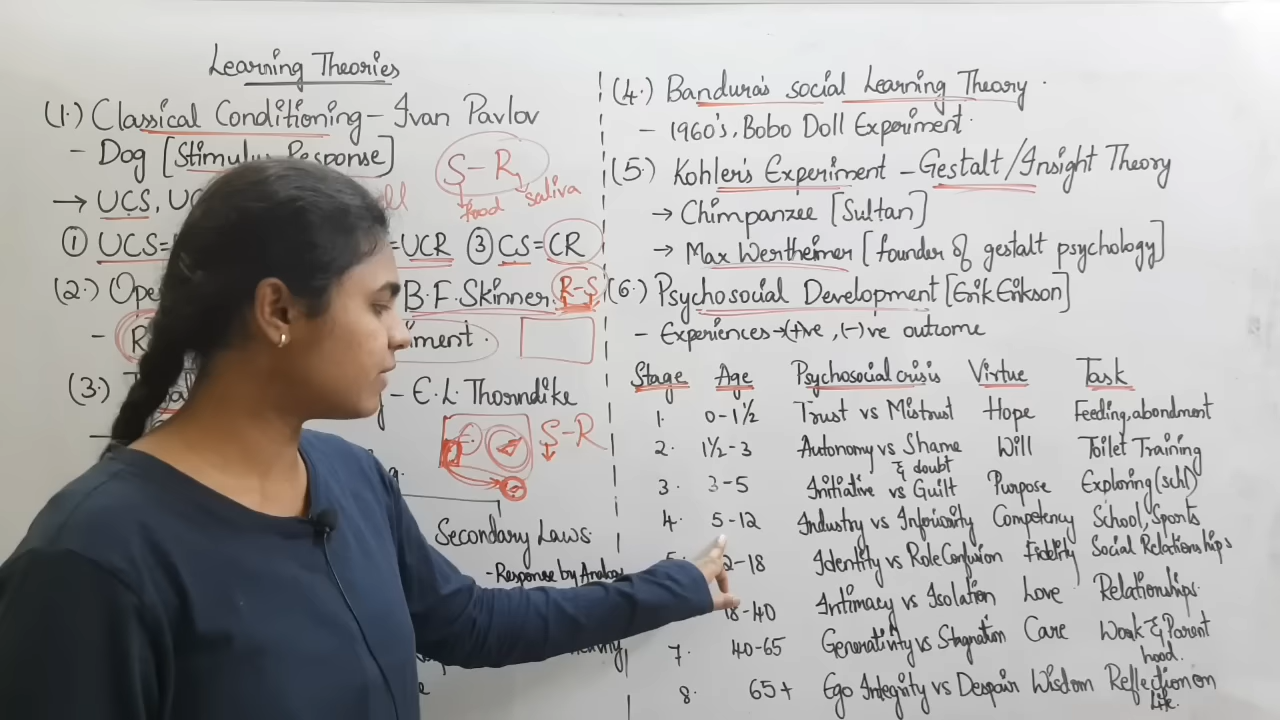 Learning Theories
(1.) Classical Conditioning - Ivan Pavlov
- Dog [Stimulus Response]
S-R
food
saliva
→ UCS,
① UCS=
=UCR ③ CS=CR
(2.)
B.F. Skinner. R-S
- R
(3.)
- E.L. Thorndike
S-R
Secondary Laws
- Response by
(4.) Bandura's social Learning Theory.
- 1960's, Bobo Doll Experiment.
(5.) Kohler's Experiment - Gestalt/Insight Theory
→ Chimpanzee [Sultan]
→ Max Wertheimer [founder of gestalt psychology]
(6.) Psychosocial Development [Erik Erikson]
- Experiences→(+)ve, (-)ve outcome
Stage Age Psychosocial crisis Virtue Task
1. 0-1½ Trust vs Mistrust Hope Feeding, abondment
2. 1½-3 Autonomy vs Shame & doubt Will Toilet Training
3. 3-5 Initiative vs Guilt Purpose Exploring (schl)
4. 5-12 Industry vs Inferiority Competency School, Sports
2-18 Identity vs Role Confusion Fidelity Social Relationships
18-40 Intimacy vs Isolation Love Relationships.
7. 40-65 Generativity vs Stagnation Care Work & Parent hood.
8. 65+ Ego Integrity vs Despair Wisdom Reflection on Life.